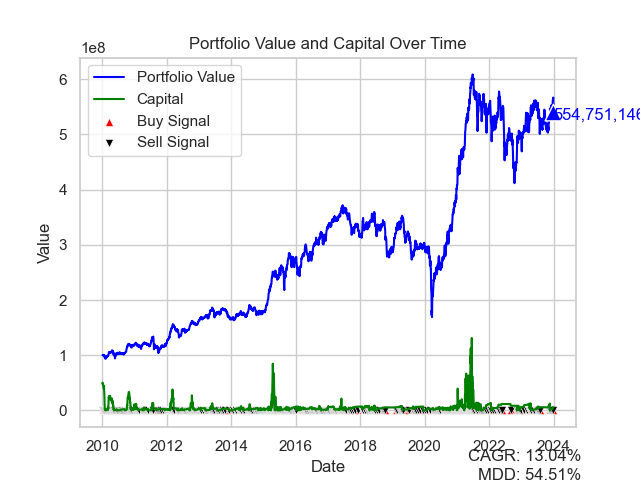 Portfolio Value and Capital Over Time
1e8
Portfolio Value
Capital
Buy Signal
Sell Signal
6
5
4
3
2
1
0
Value
554,751,146
2010 2012 2014 2016 2018 2020 2022 2024
Date
CAGR: 13.04%
MDD: 54.51%